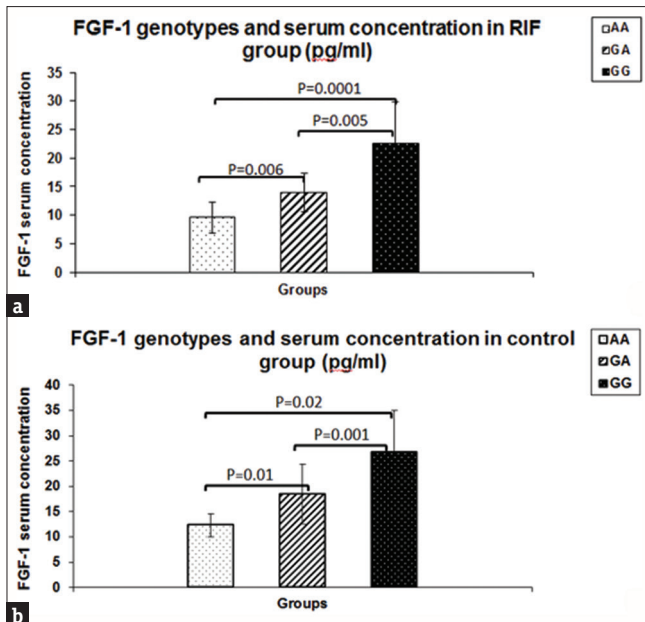 FGF-1 genotypes and serum concentration in RIF
group (pg/ml)
AA
GA
GG
FGF-1 serum concentration
35
30
25
20
15
10
5
0
P=0.0001
P=0.005
P=0.006
Groups
a
FGF-1 genotypes and serum concentration in control
group (pg/ml)
AA
GA
GG
FGF-1 serum concentration
40
35
30
25
20
15
10
5
0
P=0.02
P=0.001
P=0.01
Groups
b